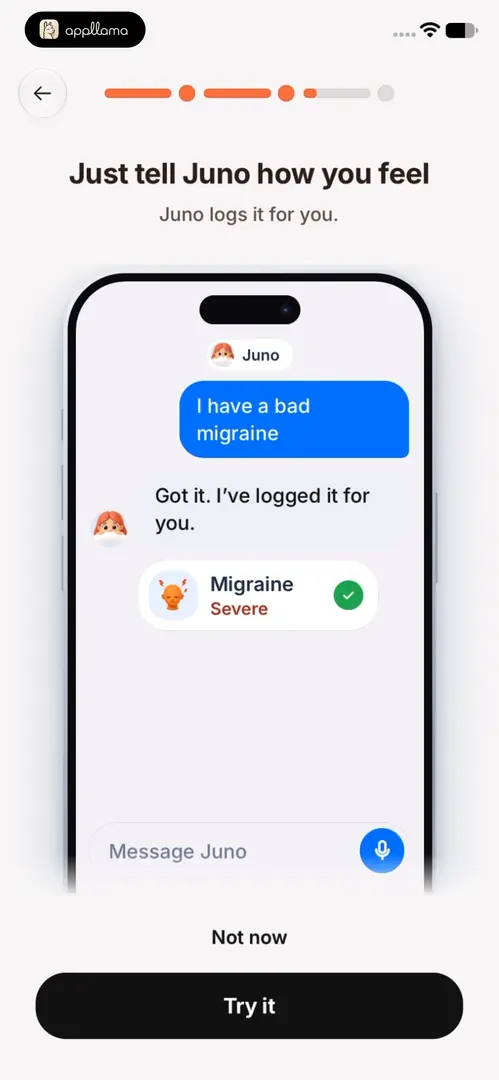 appllama
Just tell Juno how you feel
Juno logs it for you.
Juno
I have a bad
migraine
Got it. I’ve logged it for
you.
Migraine
Severe
Message Juno
Not now
Try it